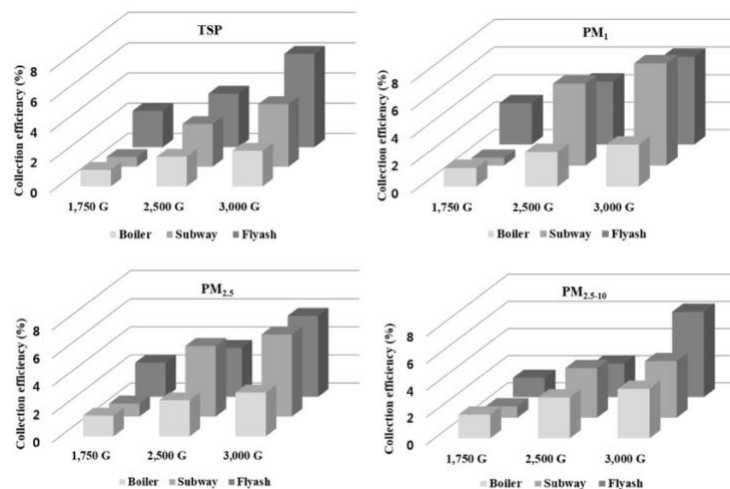 TSP
Collection efficiency (%)
8
6
4
2
0
1,750 G 2,500 G 3,000 G
Boiler Subway Flyash
PM1
Collection efficiency (%)
8
6
4
2
0
1,750 G 2,500 G 3,000 G
Boiler Subway Flyash
PM2.5
Collection efficiency (%)
8
6
4
2
0
1,750 G 2,500 G 3,000 G
Boiler Subway Flyash
PM2.5-10
Collection efficiency (%)
8
6
4
2
0
1,750 G 2,500 G 3,000 G
Boiler Subway Flyash